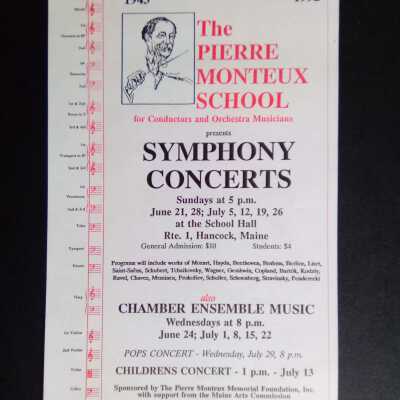 1943 1992
The
PIERRE
MONTEUX
SCHOOL
for Conductors and Orchestra Musicians
presents
SYMPHONY
CONCERTS
Sundays at 5 p.m.
June 21, 28; July 5, 12, 19, 26
at the School Hall
Rte. 1, Hancock, Maine
General Admission: $10 Students: $4
Program will include works of Mozart, Haydn, Beethoven, Brahms, Berlioz, Liszt,
Saint-Saëns, Schubert, Tchaikovsky, Wagner, Gershwin, Copland, Bartók, Kodaly,
Ravel, Chavez, Messiaen, Prokofiev, Schuller, Schoenberg, Stravinsky, Penderecki
also
CHAMBER ENSEMBLE MUSIC
Wednesdays at 8 p.m.
June 24; July 1, 8, 15, 22
POPS CONCERT - Wednesday, July 29, 8 p.m.
CHILDRENS CONCERT - 1 p.m. - July 13
Sponsored by The Pierre Monteux Memorial Foundation, Inc.
with support from the Maine Arts Commission